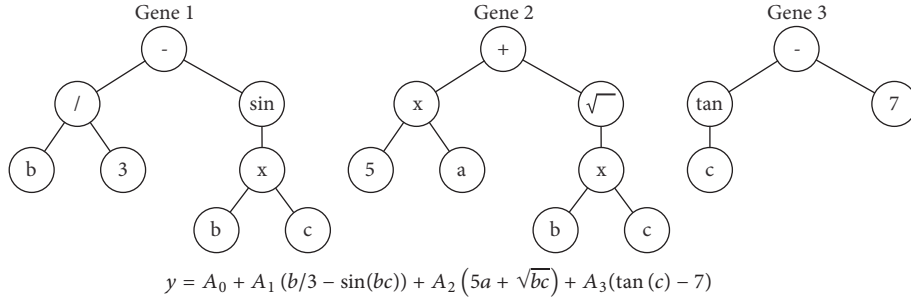 Gene 1 Gene 2 Gene 3
- + -
/ sin x √ tan 7
b 3 x 5 a x c
b c b c
y = A₀ + A₁ (b/3 − sin(bc)) + A₂ (5a + √bc) + A₃(tan (c) − 7)